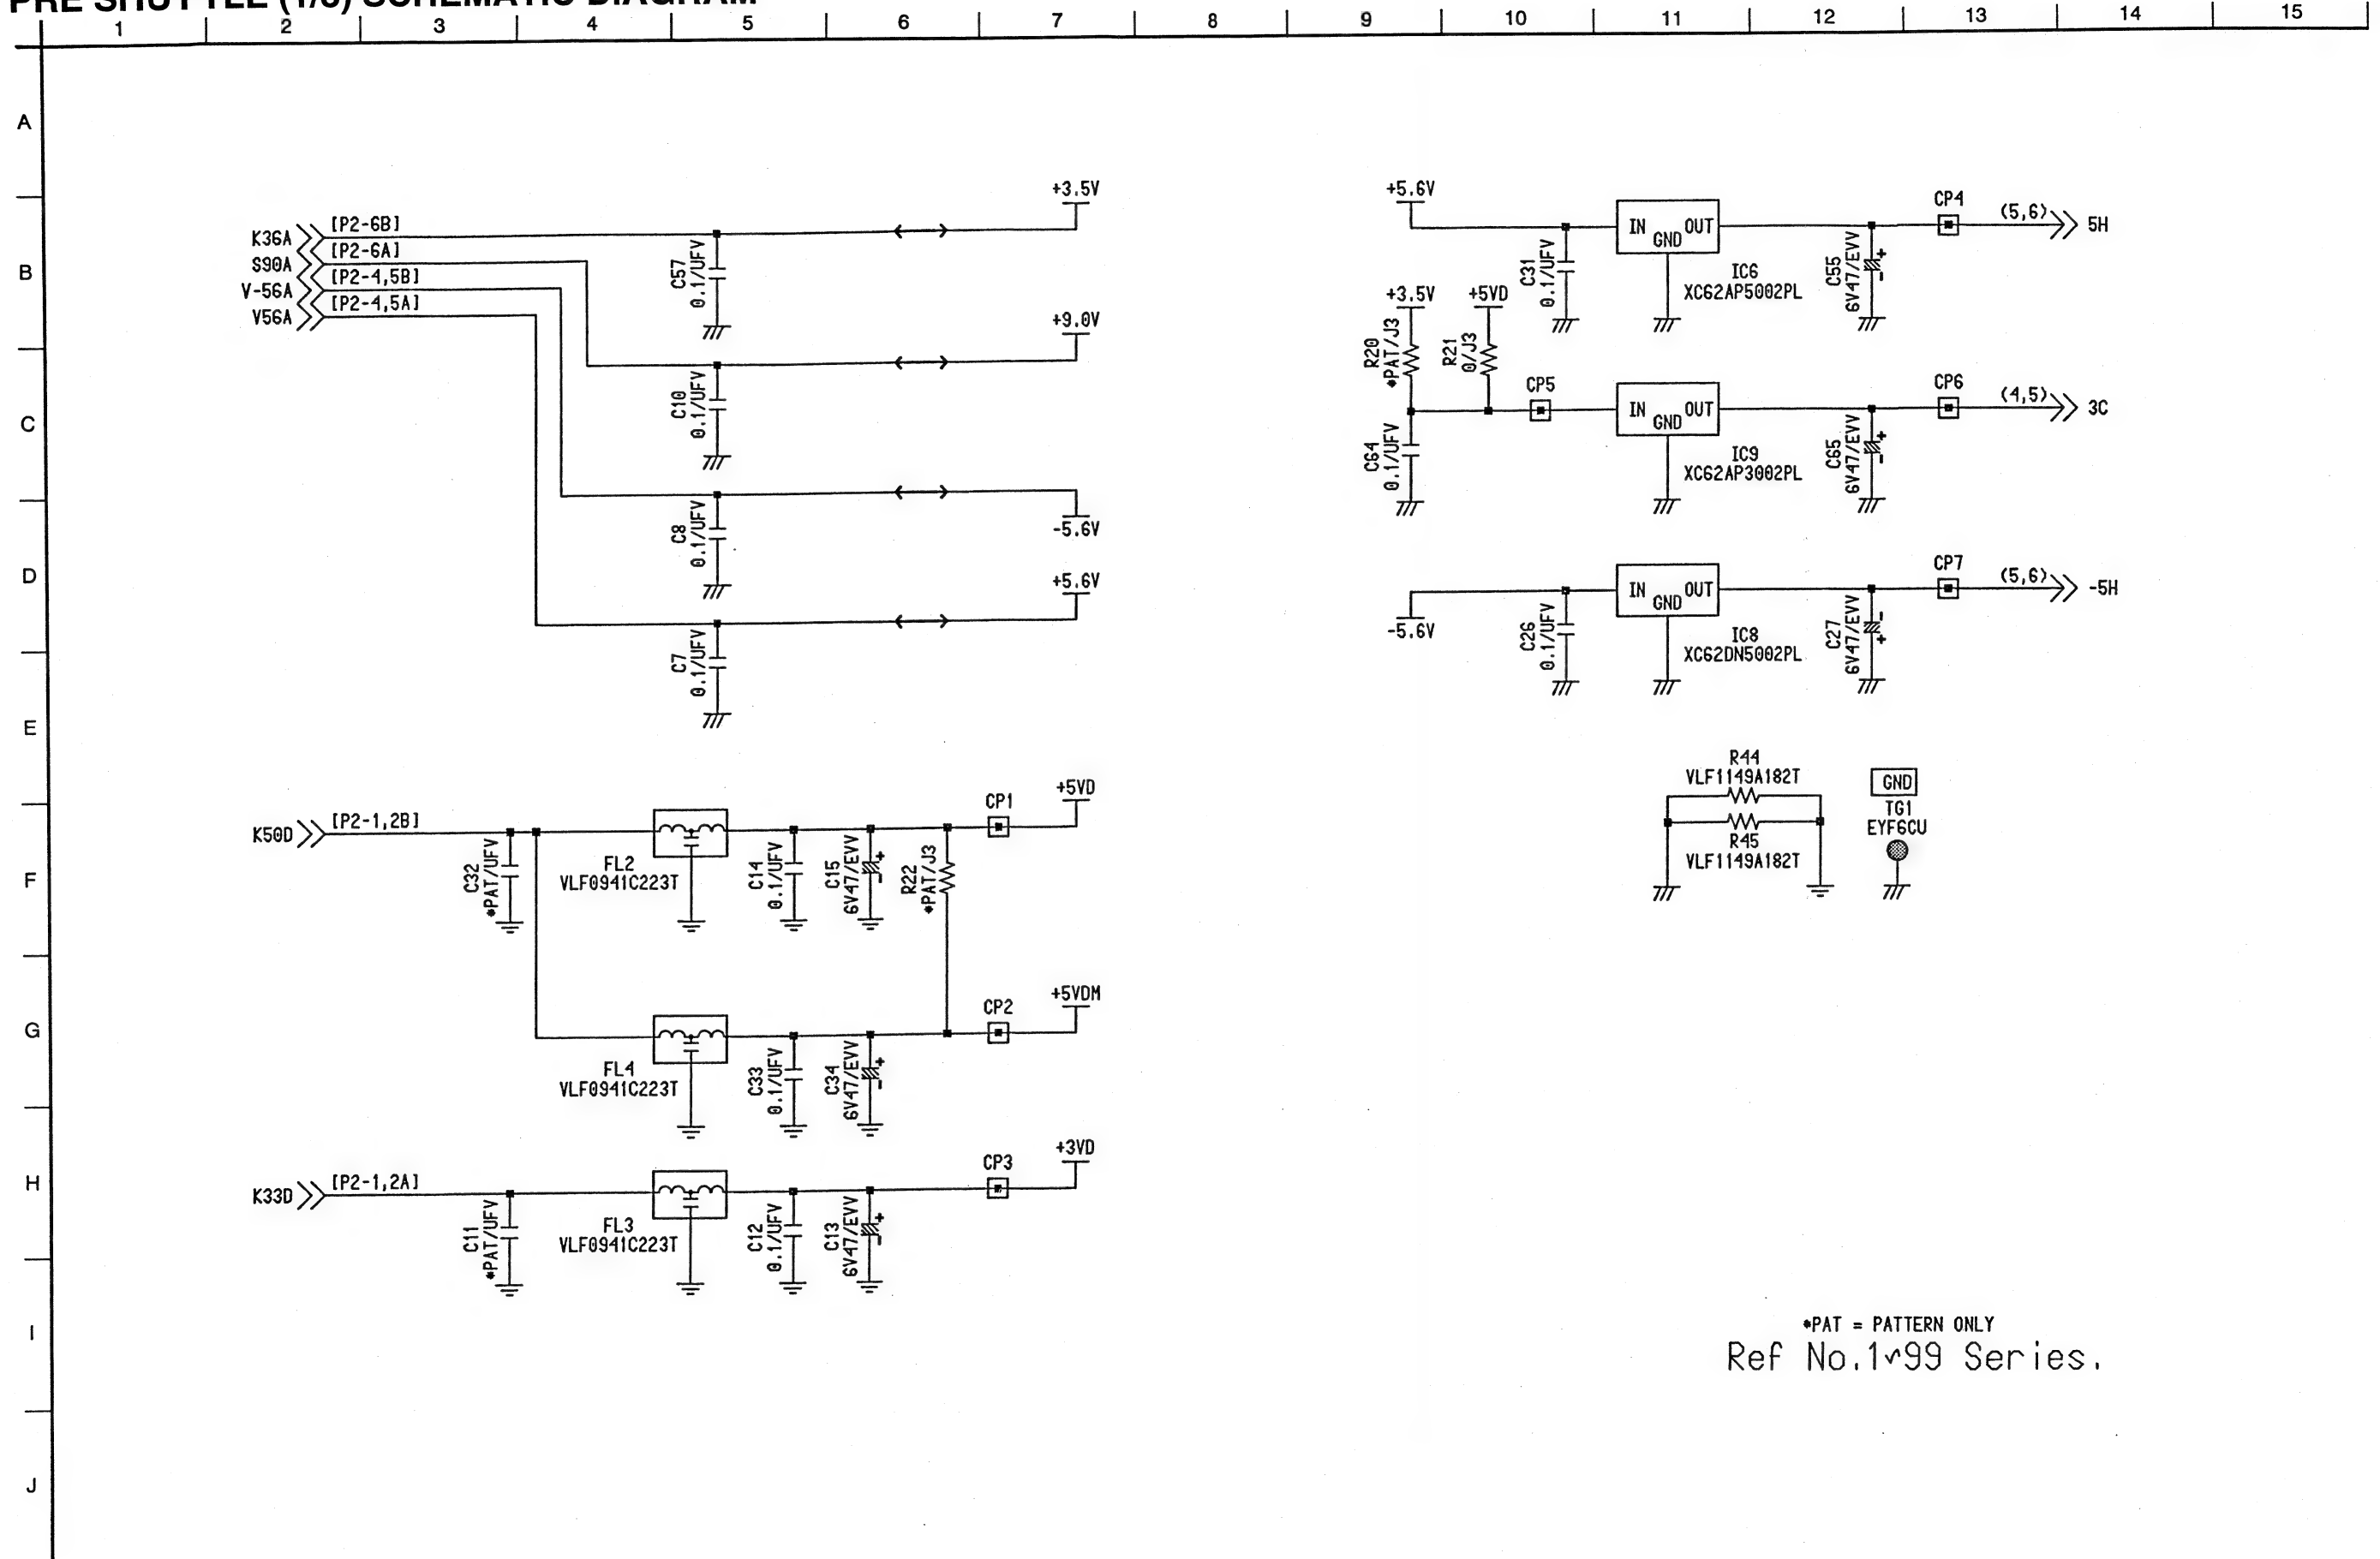 PRE SHUTTLE (1/6) SCHEMATIC DIAGRAM
1 2 3 4 5 6 7 8 9 10 11 12 13 14 15
A
B
C
D
E
F
G
H
I
J
K36A [P2-6B]
S90A [P2-6A]
V-56A [P2-4,5B]
V56A [P2-4,5A]
C57
0.1/UFV
+3.5V
C10
0.1/UFV
+9.0V
C8
0.1/UFV
-5.6V
C7
0.1/UFV
+5.6V
K50D [P2-1,2B]
C32
*PAT/UFV
FL2
VLF0941C223T
C14
0.1/UFV
C15
6V47/EVV
+
-
R22
*PAT/J3
CP1
+5VD
FL4
VLF0941C223T
C33
0.1/UFV
C34
6V47/EVV
+
-
CP2
+5VDM
K33D [P2-1,2A]
C11
*PAT/UFV
FL3
VLF0941C223T
C12
0.1/UFV
C13
6V47/EVV
+
-
CP3
+3VD
+5.6V
C31
0.1/UFV
IN OUT
GND
IC6
XC62AP5002PL
C55
6V47/EVV
+
-
CP4
(5,6)
5H
+3.5V
+5VD
R20
*PAT/J3
R21
0/J3
CP5
C64
0.1/UFV
IN OUT
GND
IC9
XC62AP3002PL
C65
6V47/EVV
+
-
CP6
(4,5)
3C
-5.6V
C26
0.1/UFV
IN OUT
GND
IC8
XC62DN5002PL
C27
6V47/EVV
-
+
CP7
(5,6)
-5H
R44
VLF1149A182T
R45
VLF1149A182T
GND
TG1
EYF6CU
*PAT = PATTERN ONLY
Ref No.1~99 Series.